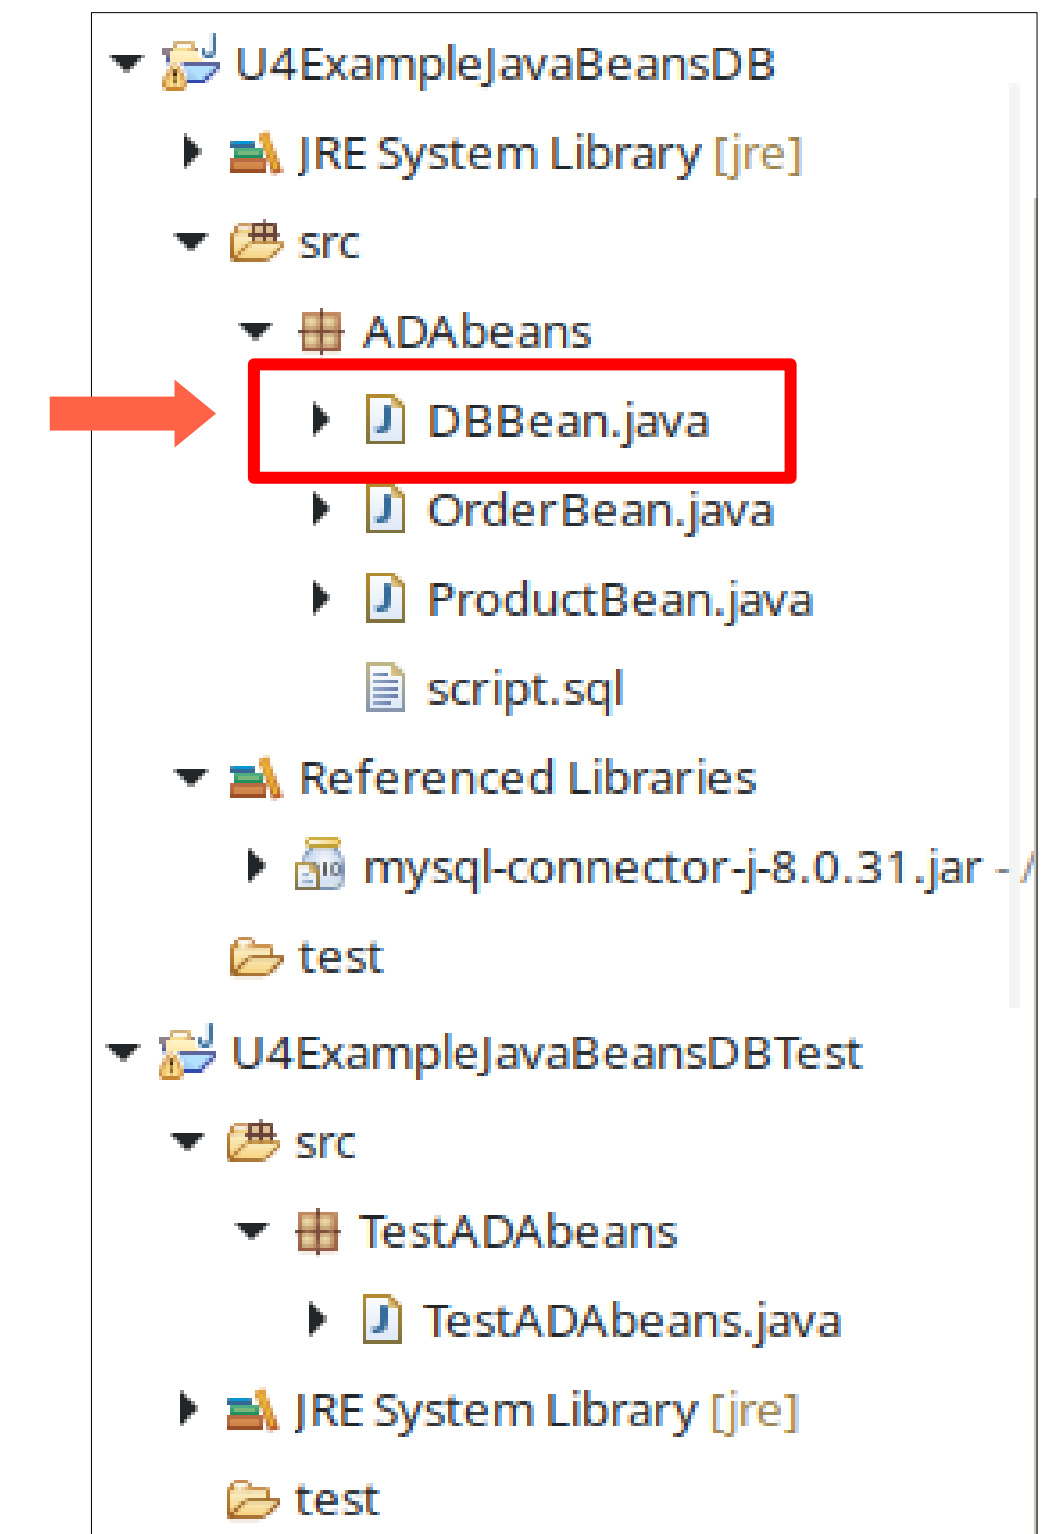 U4ExampleJavaBeansDB
JRE System Library [jre]
src
ADAbeans
DBBean.java
OrderBean.java
ProductBean.java
script.sql
Referenced Libraries
mysql-connector-j-8.0.31.jar - /
test
U4ExampleJavaBeansDBTest
src
TestADAbeans
TestADAbeans.java
JRE System Library [jre]
test